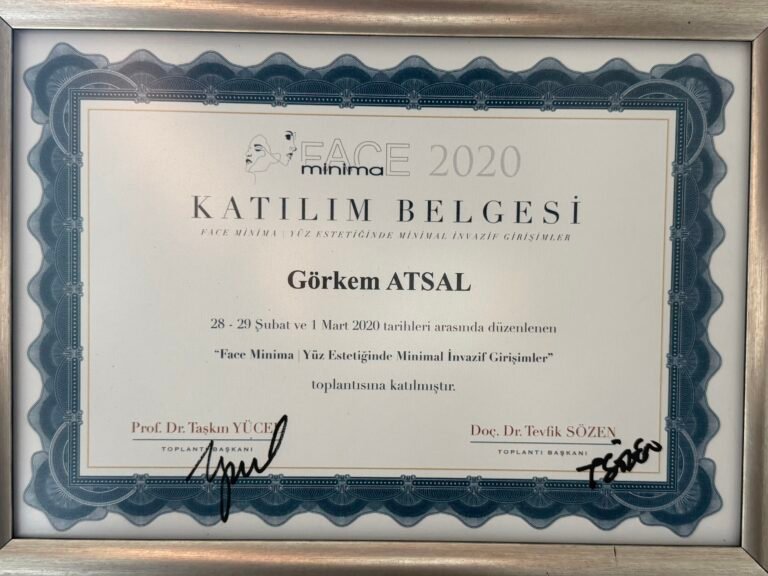 FACE 2020
minima
KATILIM BELGESİ
FACE MINIMA | YÜZ ESTETİĞİNDE MİNİMAL İNVAZİF GİRİŞİMLER
Görkem ATSAL
28 - 29 Şubat ve 1 Mart 2020 tarihleri arasında düzenlenen
“Face Minima | Yüz Estetiğinde Minimal İnvazif Girişimler”
toplantısına katılmıştır.
Prof. Dr. Taşkın YÜCEL
TOPLANTI BAŞKANI
Doç. Dr. Tevfik SÖZEN
TOPLANTI BAŞKANI
TSÖZEN